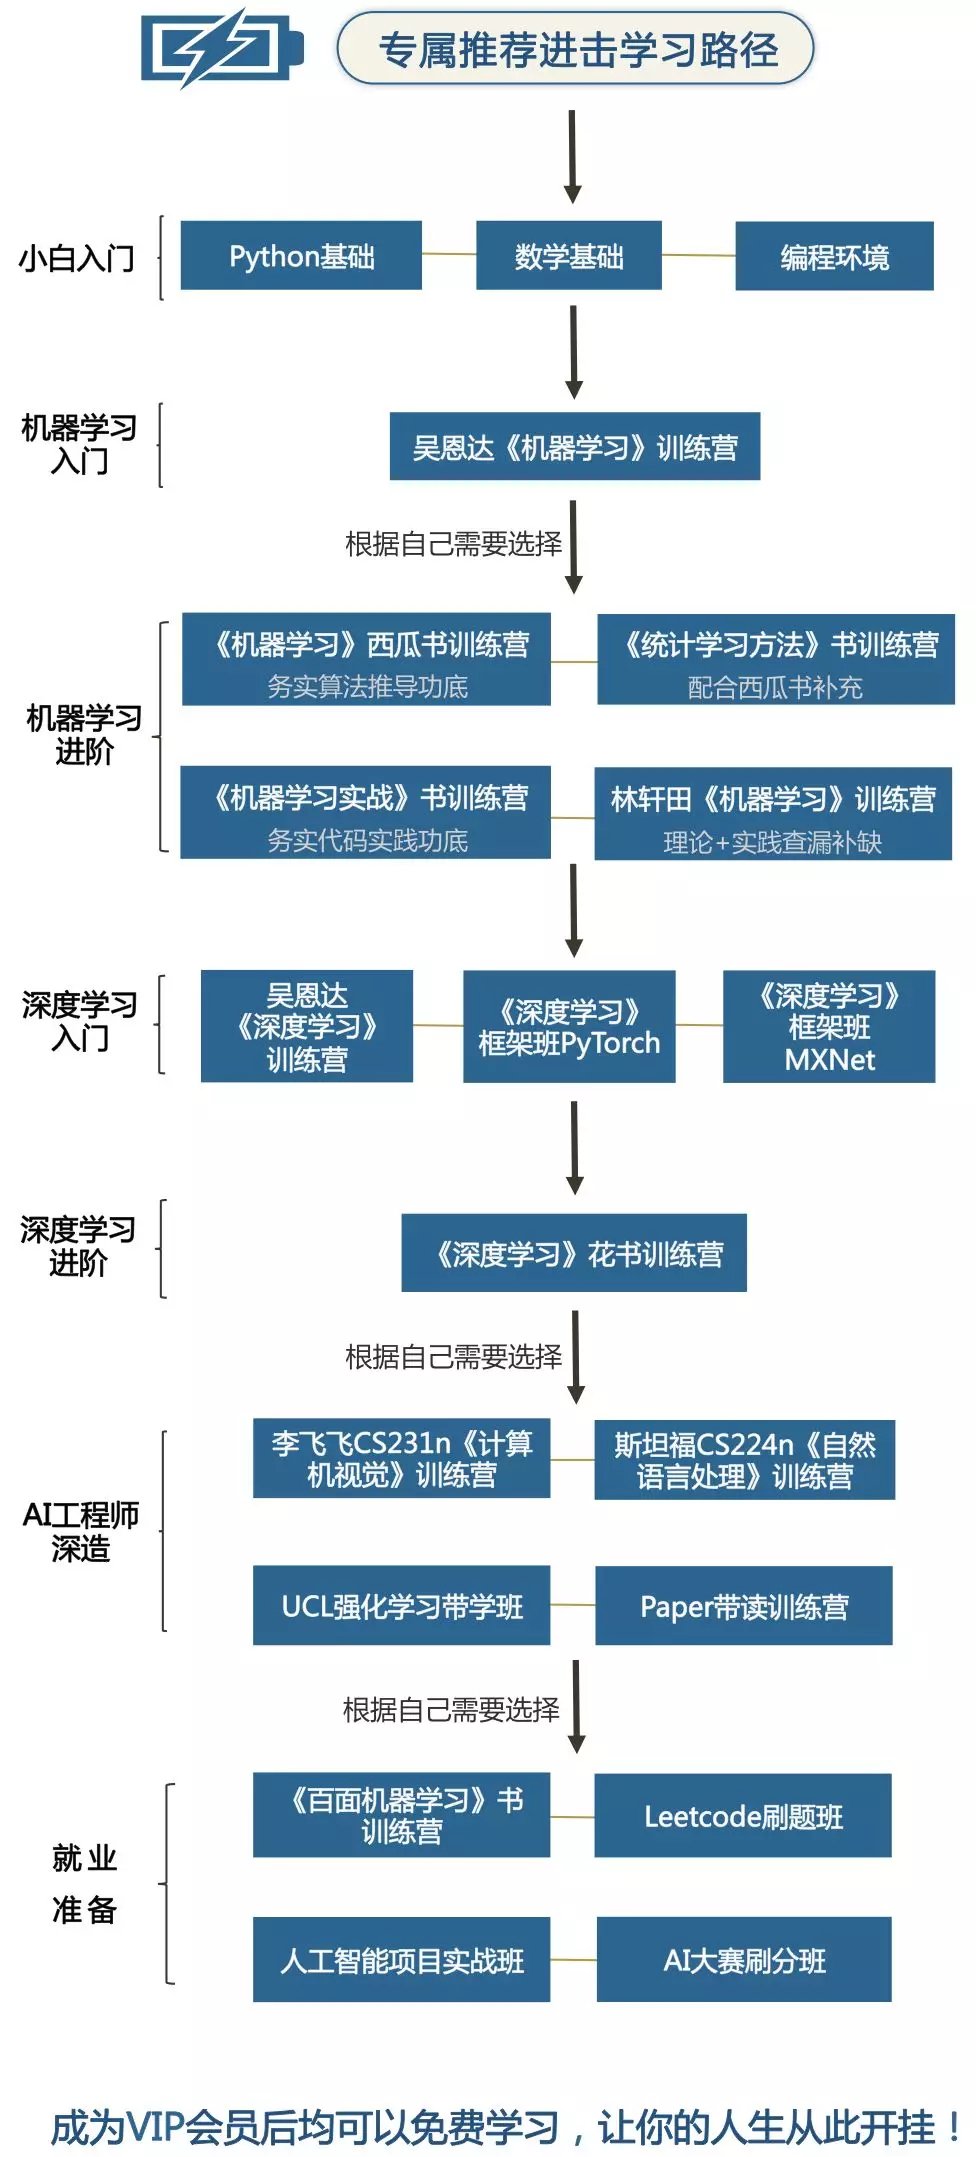 专属推荐进击学习路径
小白入门
Python基础
数学基础
编程环境
机器学习
入门
吴恩达《机器学习》训练营
根据自己需要选择
机器学习
进阶
《机器学习》西瓜书训练营
务实算法推导功底
《统计学习方法》书训练营
配合西瓜书补充
《机器学习实战》书训练营
务实代码实践功底
林轩田《机器学习》训练营
理论+实践查漏补缺
深度学习
入门
吴恩达
《深度学习》
训练营
《深度学习》
框架班PyTorch
《深度学习》
框架班
MXNet
深度学习
进阶
《深度学习》花书训练营
根据自己需要选择
AI工程师
深造
李飞飞CS231n《计算
机视觉》训练营
斯坦福CS224n《自然
语言处理》训练营
UCL强化学习带学班
Paper带读训练营
根据自己需要选择
就业
准备
《百面机器学习》书
训练营
Leetcode刷题班
人工智能项目实战班
AI大赛刷分班
成为VIP会员后均可以免费学习，让你的人生从此开挂！